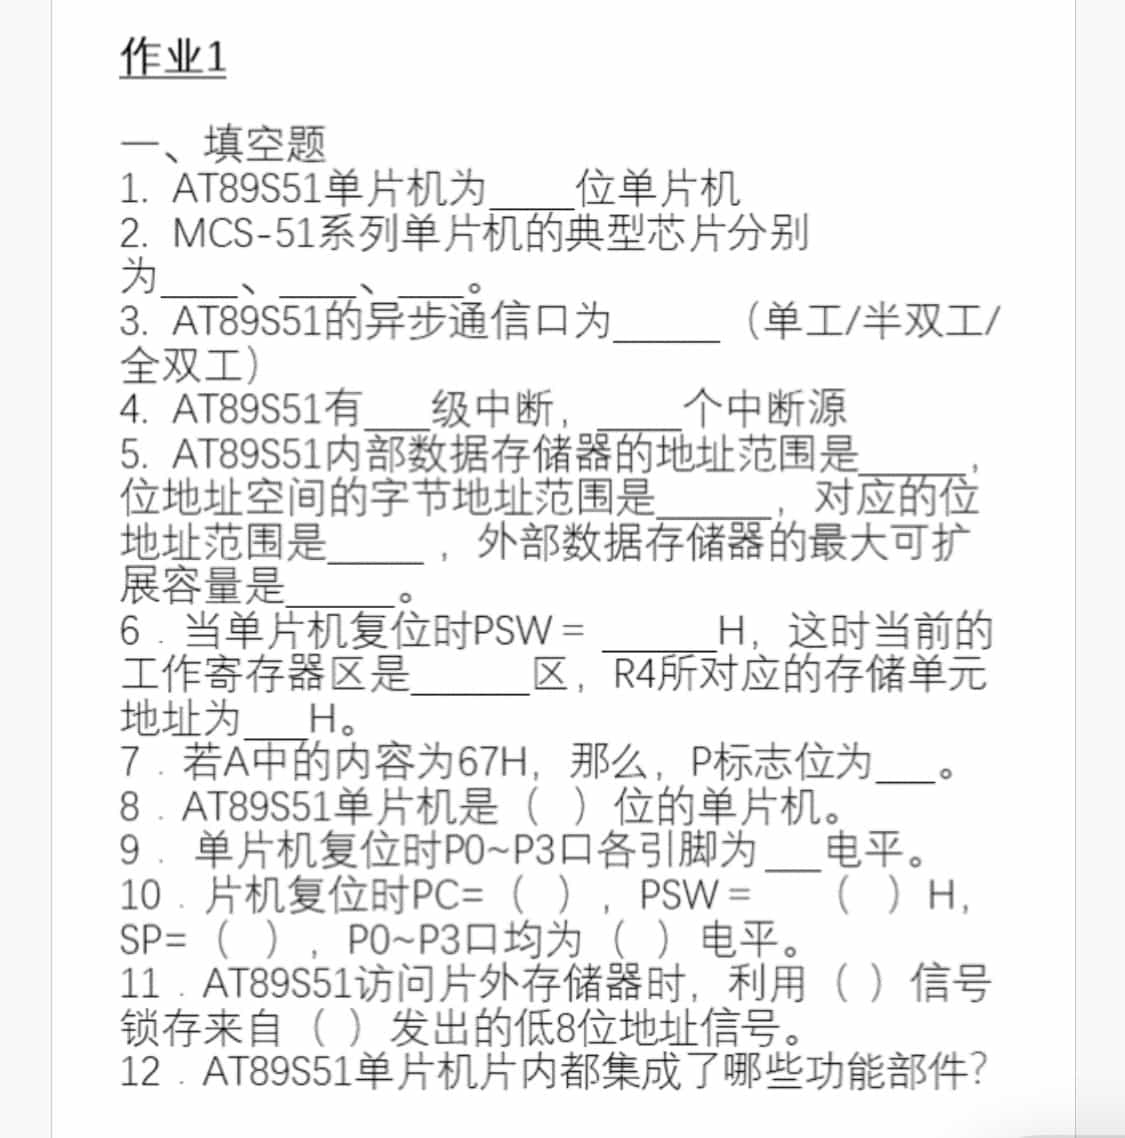 作业1
一、填空题
1. AT89S51单片机为____位单片机
2. MCS-51系列单片机的典型芯片分别
为____、____、____。
3. AT89S51的异步通信口为_____（单工/半双工/
全双工）
4. AT89S51有___级中断，____个中断源
5. AT89S51内部数据存储器的地址范围是_____，
位地址空间的字节地址范围是_____，对应的位
地址范围是_____，外部数据存储器的最大可扩
展容量是_____。
6．当单片机复位时PSW＝ _____H，这时当前的
工作寄存器区是_____区，R4所对应的存储单元
地址为___H。
7．若A中的内容为67H，那么，P标志位为___。
8．AT89S51单片机是（ ）位的单片机。
9． 单片机复位时P0~P3口各引脚为___电平。
10．片机复位时PC=（ ），PSW＝ （ ）H，
SP=（ ），P0~P3口均为（ ）电平。
11．AT89S51访问片外存储器时，利用（ ）信号
锁存来自（ ）发出的低8位地址信号。
12．AT89S51单片机片内都集成了哪些功能部件？